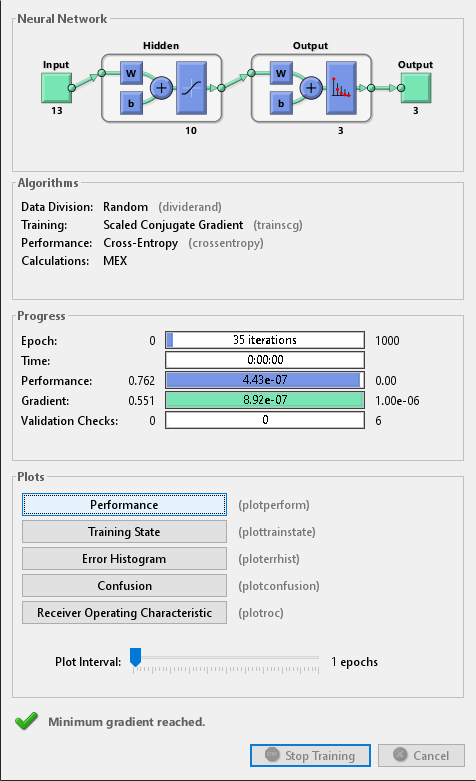 Neural Network
Hidden
Output
Input
Output
W
b
+
W
b
+
13
10
3
3
Algorithms
Data Division: Random (dividerand)
Training: Scaled Conjugate Gradient (trainscg)
Performance: Cross-Entropy (crossentropy)
Calculations: MEX
Progress
Epoch: 0 35 iterations 1000
Time: 0:00:00
Performance: 0.762 4.43e-07 0.00
Gradient: 0.551 8.92e-07 1.00e-06
Validation Checks: 0 0 6
Plots
Performance (plotperform)
Training State (plottrainstate)
Error Histogram (ploterrhist)
Confusion (plotconfusion)
Receiver Operating Characteristic (plotroc)
Plot Interval: 1 epochs
Minimum gradient reached.
Stop Training Cancel